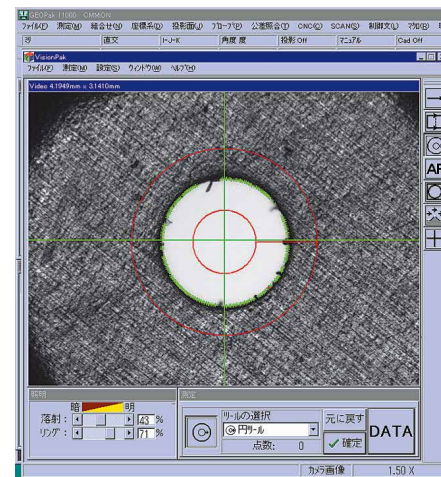 GEOPak 11000 : CMMON
ファイル(F) 測定(M) 結合せ(N) 座標系(D) 投影面(J) フローブ(P) 公差照合(T) CNC(C) SCAN(S) 制御文(L)
直交 I-J-K 角度 度 投影 Off マニュアル Cad Off
VisionPak
ファイル(F) 測定(M) 設定(S) ウィンドウ(W) ヘルプ(H)
Video 4.1949mm × 3.1410mm
AF
照明
測定
暗 明
落射 : 43 %
リング : 71 %
ツールの選択
円ツール
点数: 0
元に戻す
確定
DATA
カメラ画像 1.50 X